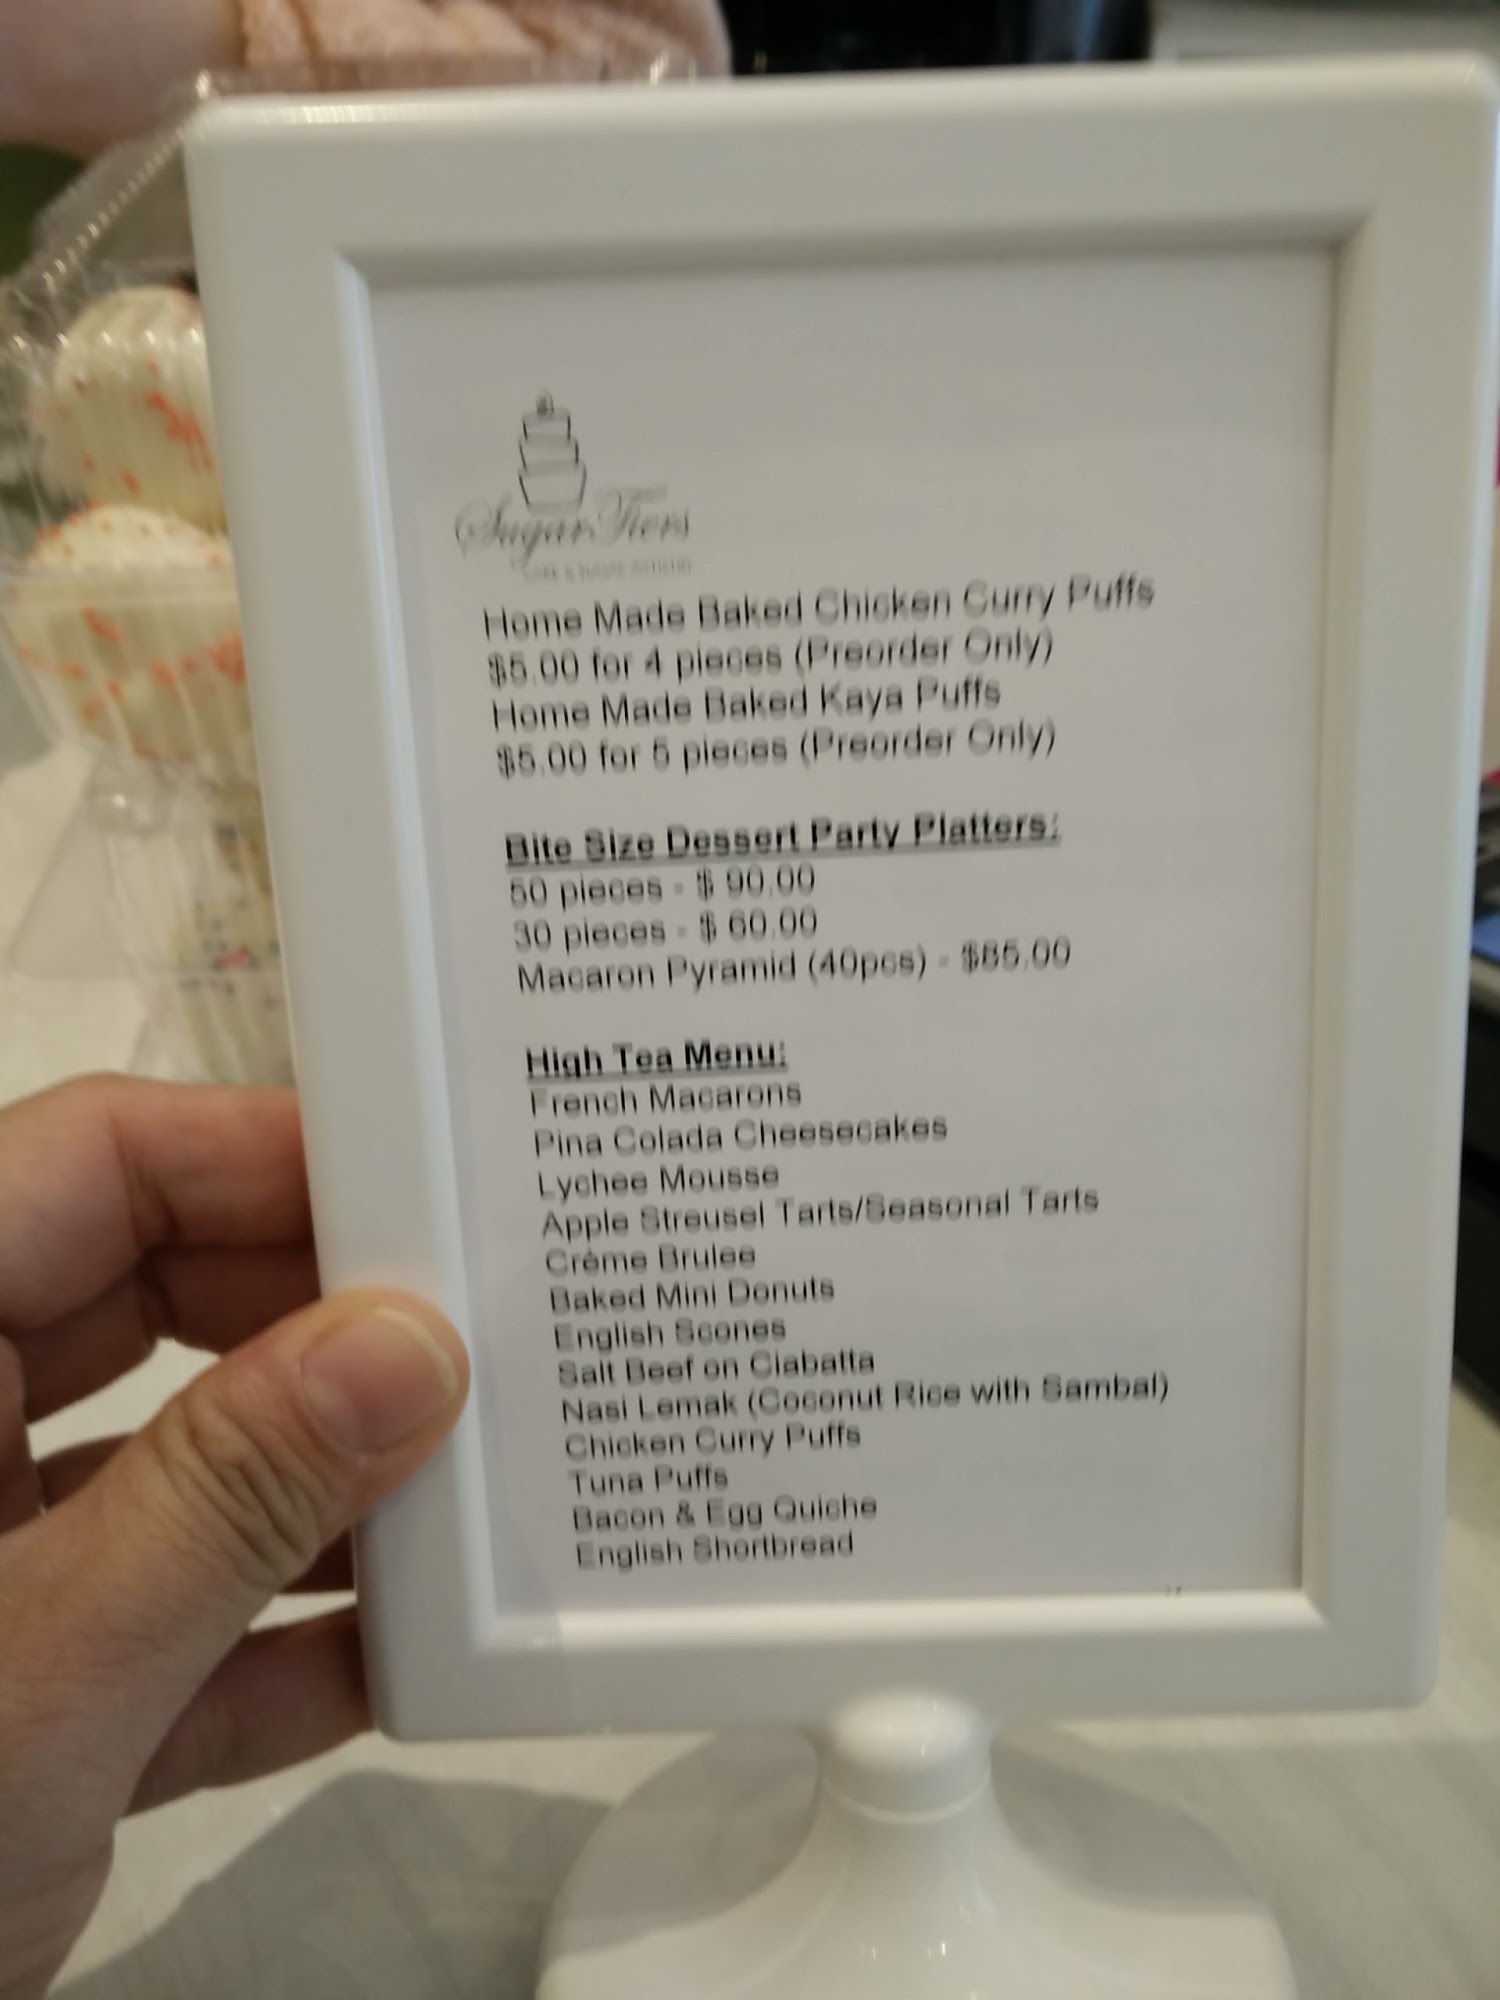 Sugar Tiers
CAKE & SUGAR ARTISTRY
Home Made Baked Chicken Curry Puffs
$5.00 for 4 pieces (Preorder Only)
Home Made Baked Kaya Puffs
$5.00 for 5 pieces (Preorder Only)
Bite Size Dessert Party Platters:
50 pieces - $ 90.00
30 pieces - $ 60.00
Macaron Pyramid (40pcs) - $85.00
High Tea Menu:
French Macarons
Pina Colada Cheesecakes
Lychee Mousse
Apple Streusel Tarts/Seasonal Tarts
Crème Brulee
Baked Mini Donuts
English Scones
Salt Beef on Ciabatta
Nasi Lemak (Coconut Rice with Sambal)
Chicken Curry Puffs
Tuna Puffs
Bacon & Egg Quiche
English Shortbread